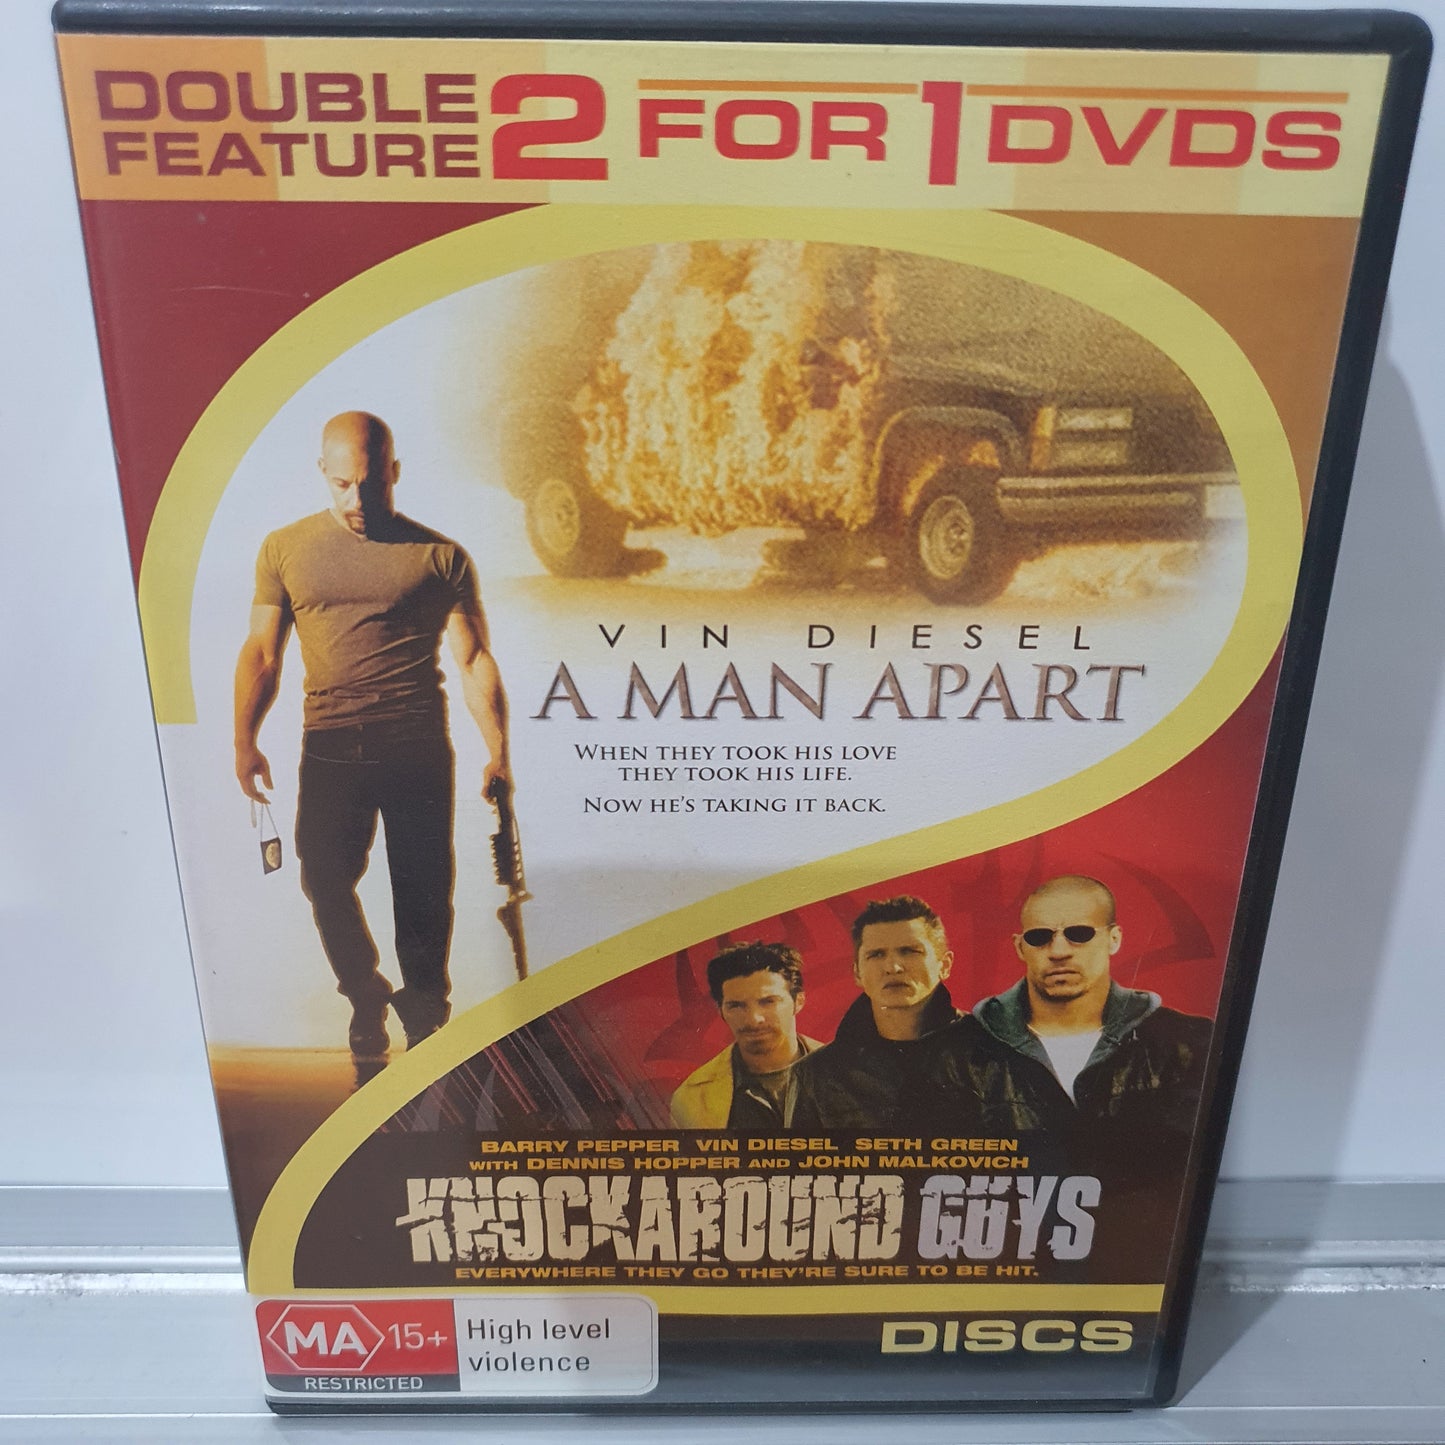 DOUBLE
FEATURE
2 FOR 1 DVDS
VIN DIESEL
A MAN APART
WHEN THEY TOOK HIS LOVE
THEY TOOK HIS LIFE.
NOW HE'S TAKING IT BACK.
BARRY PEPPER VIN DIESEL SETH GREEN
WITH DENNIS HOPPER AND JOHN MALKOVICH
KNOCKAROUND GUYS
EVERYWHERE THEY GO THEY'RE SURE TO BE HIT.
DISCS
MA 15+
RESTRICTED
High level
violence